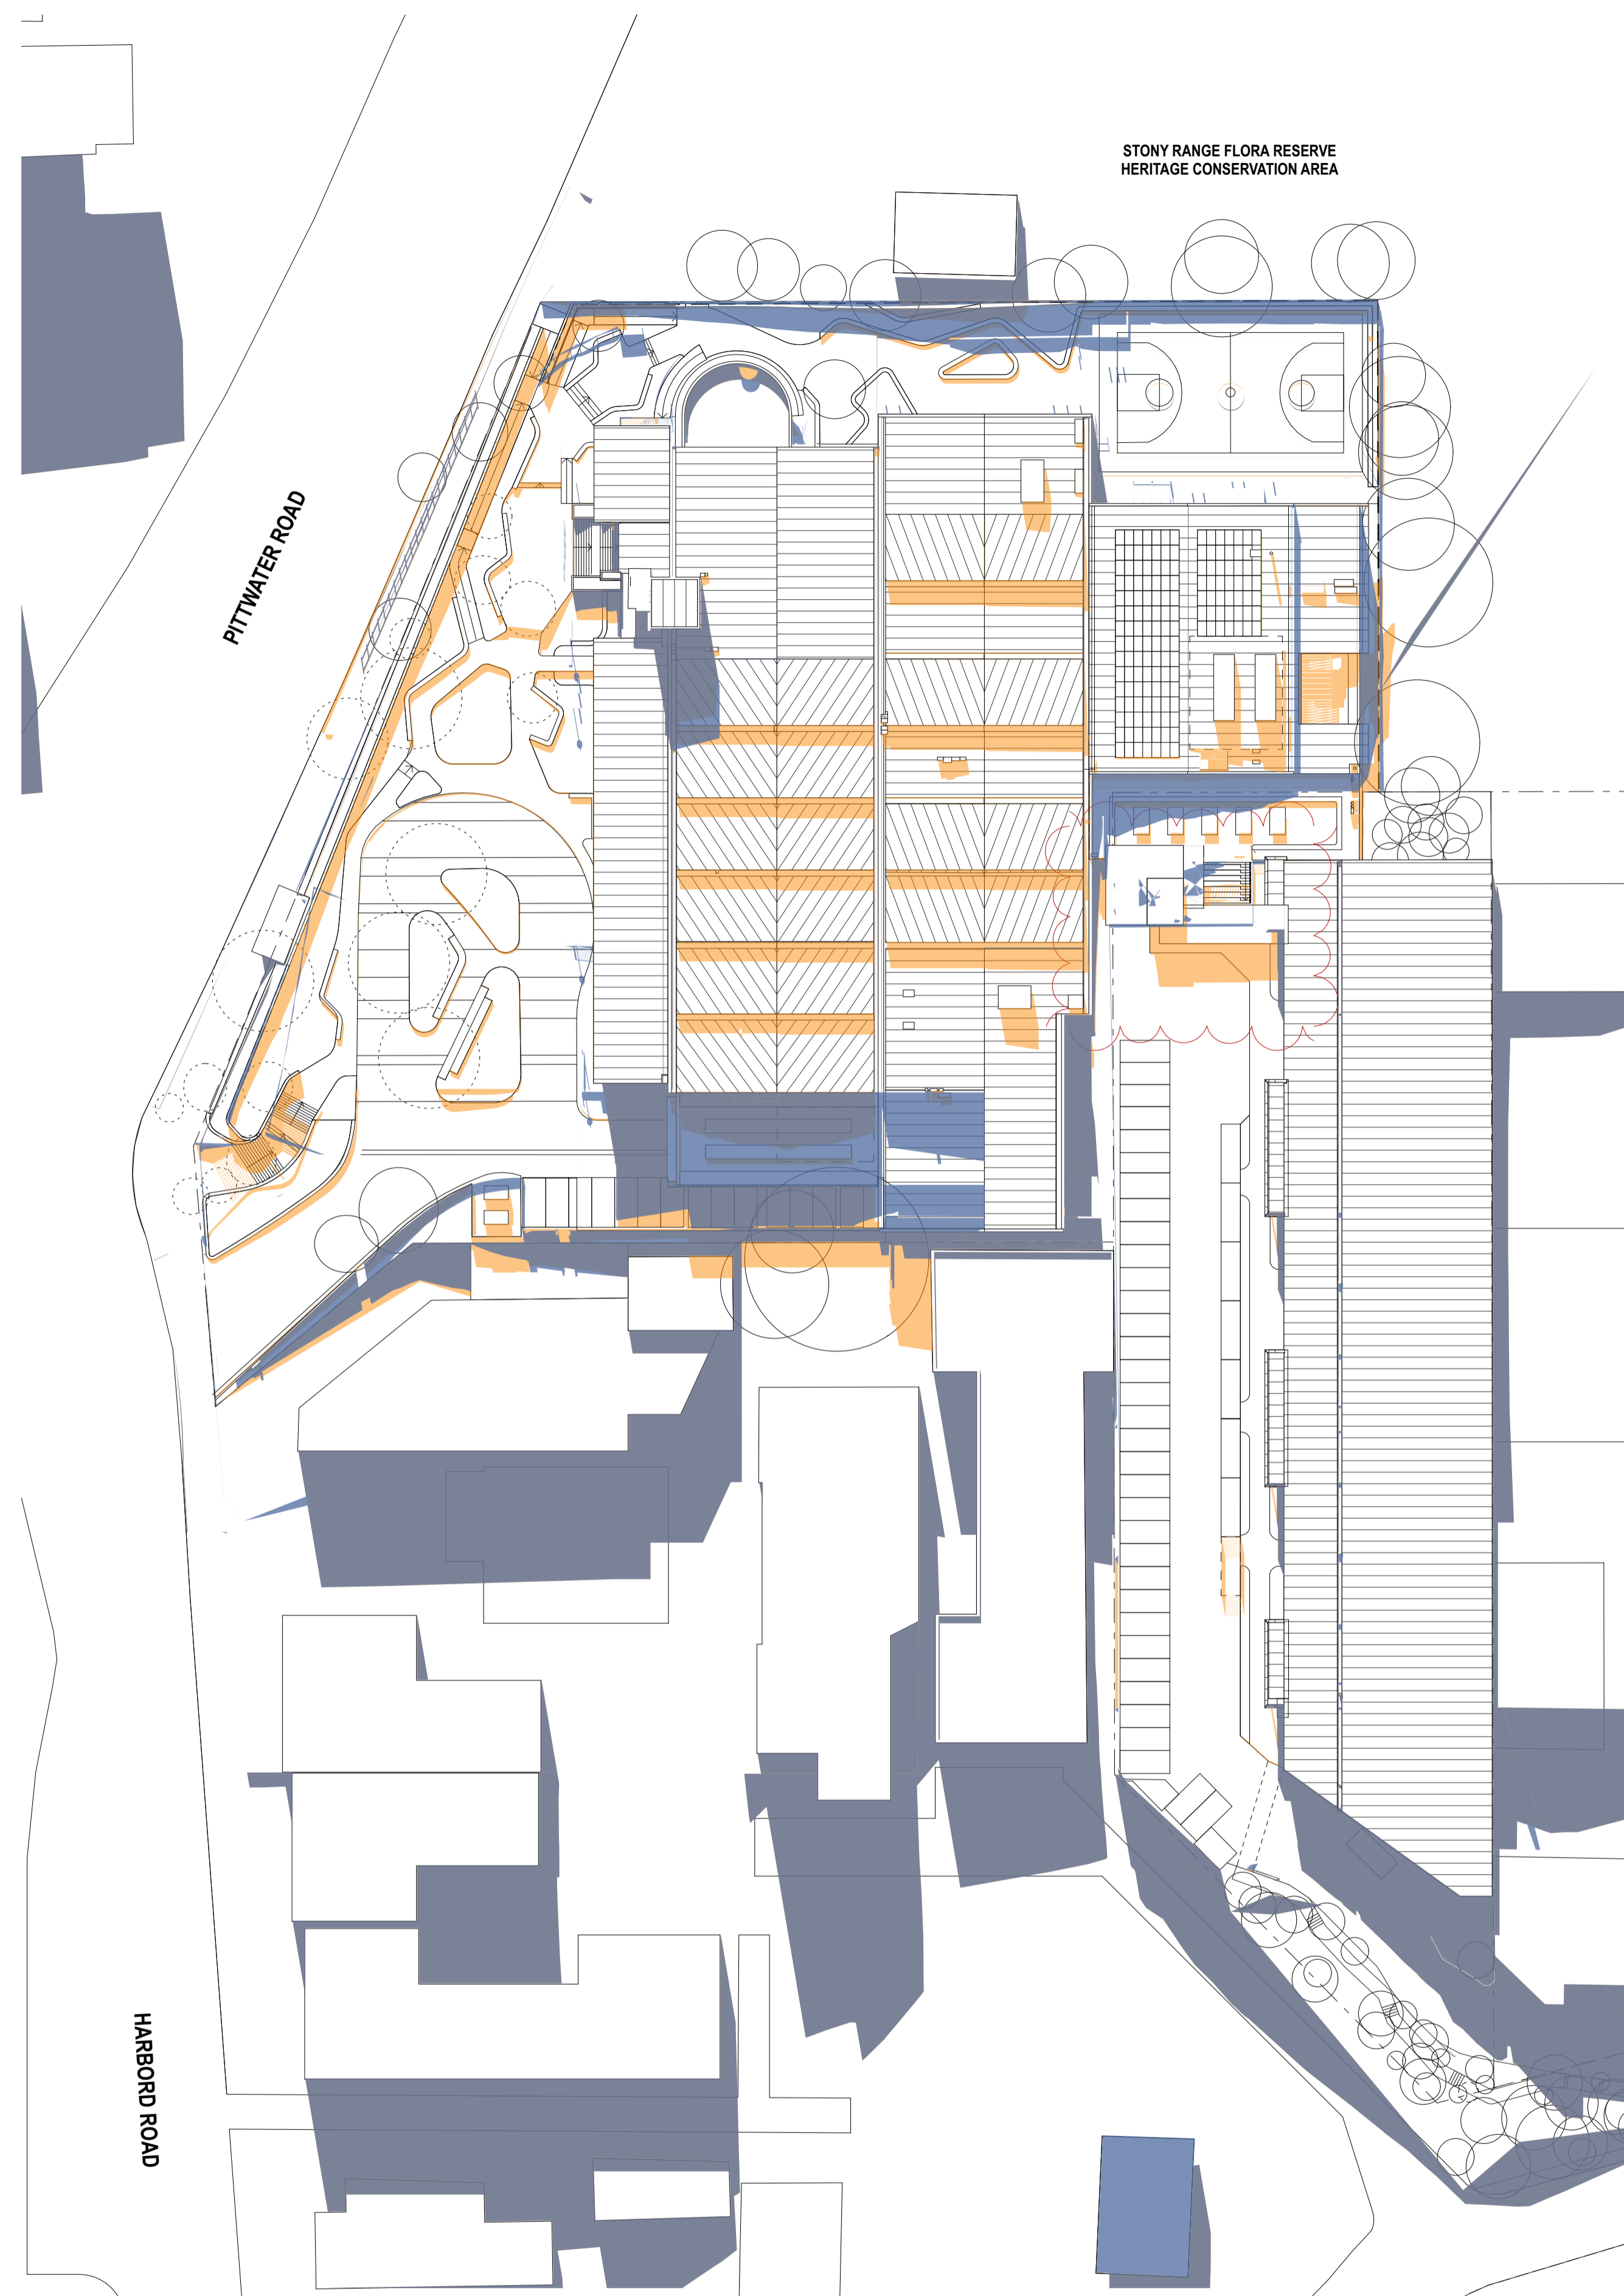 STONY RANGE FLORA RESERVE
HERITAGE CONSERVATION AREA
PITTWATER ROAD
HARBORD ROAD